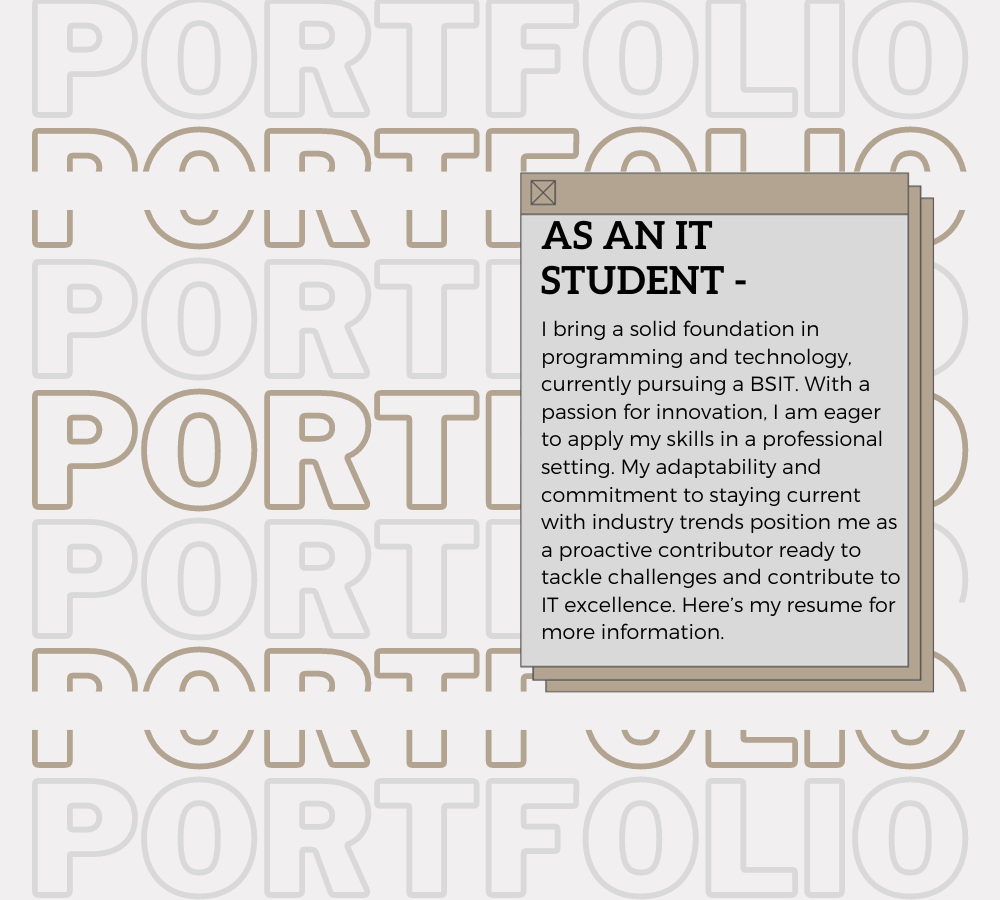 PORTFOLIO
PORTFOLIO
AS AN IT
STUDENT -
I bring a solid foundation in
programming and technology,
currently pursuing a BSIT. With a
passion for innovation, I am eager
to apply my skills in a professional
setting. My adaptability and
commitment to staying current
with industry trends position me as
a proactive contributor ready to
tackle challenges and contribute to
IT excellence. Here’s my resume for
more information.
PORT
PORT
PORT
PORTFOLIO
PORTFOLIO